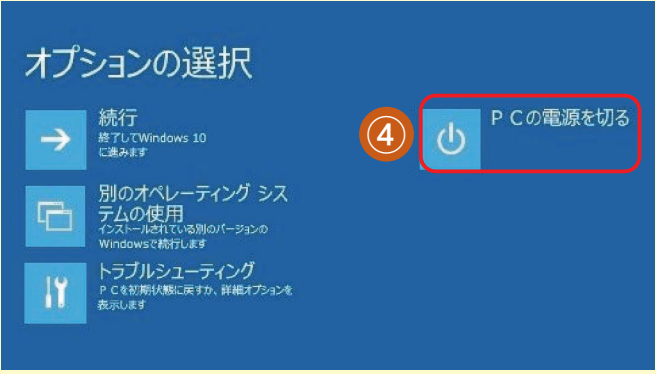 オプションの選択
続行
終了してWindows 10
に進みます
別のオペレーティング シス
テムの使用
インストールされている別のバージョンの
Windowsで続行します
トラブルシューティング
ＰＣを初期状態に戻すか、詳細オプションを
表示します
④
ＰＣの電源を切る